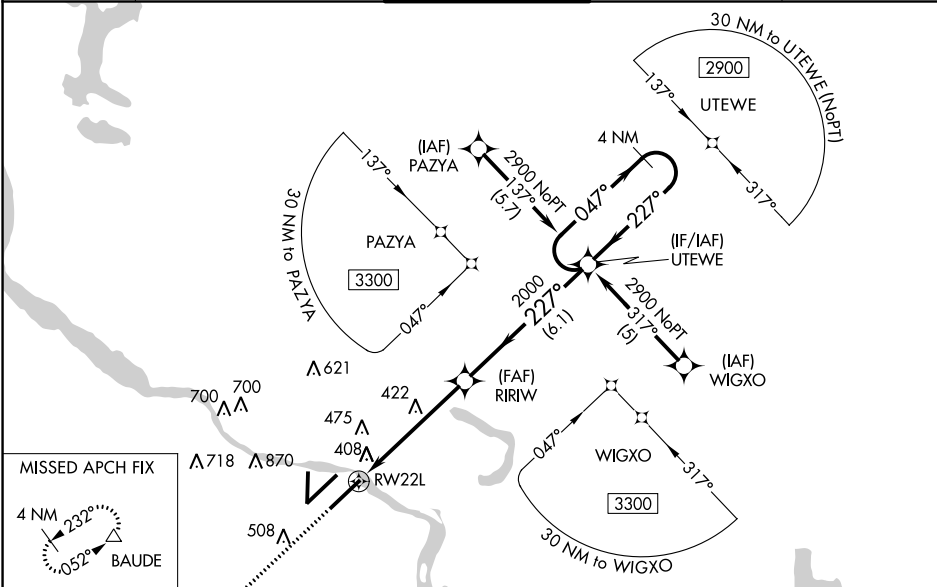 30 NM to UTEWE (NoPT)
2900
UTEWE
137°
317°
4 NM
(IAF)
PAZYA
2900 NoPT
137°
(5.7)
047°
227°
137°
30 NM to PAZYA
PAZYA
3300
047°
(IF/IAF)
UTEWE
2000
227°
(6.1)
2900 NoPT
317°
(5)
(IAF)
WIGXO
(FAF)
RIRIW
621
700
700
422
475
408
718
870
RW22L
508
047°
WIGXO
317°
3300
30 NM to WIGXO
MISSED APCH FIX
4 NM
232°
052°
BAUDE